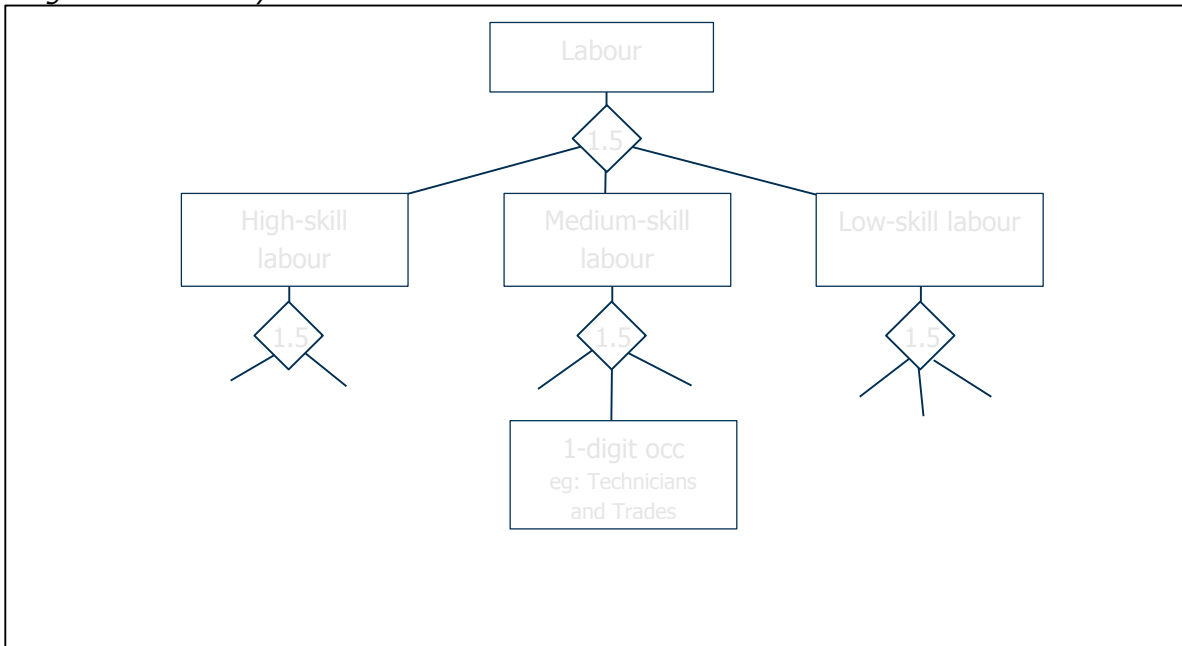 Labour
1.5
High-skill
labour
Medium-skill
labour
Low-skill labour
1.5
1.5
1.5
1-digit occ
eg: Technicians
and Trades